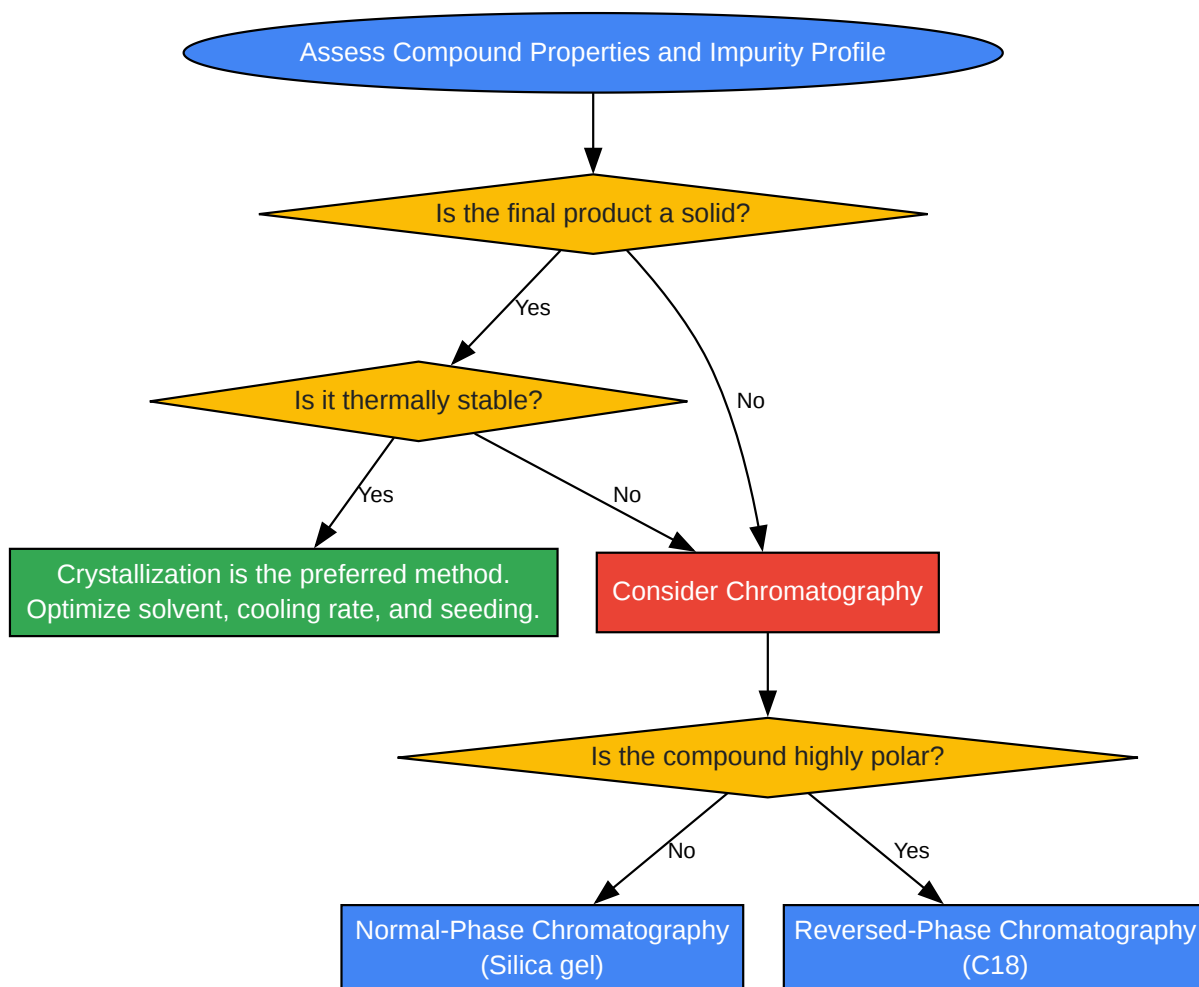 Assess Compound Properties and Impurity Profile
Is the final product a solid?
Yes
Is it thermally stable?
No
Yes
No
Crystallization is the preferred method.
Optimize solvent, cooling rate, and seeding.
Consider Chromatography
Is the compound highly polar?
No
Yes
Normal-Phase Chromatography
(Silica gel)
Reversed-Phase Chromatography
(C18)